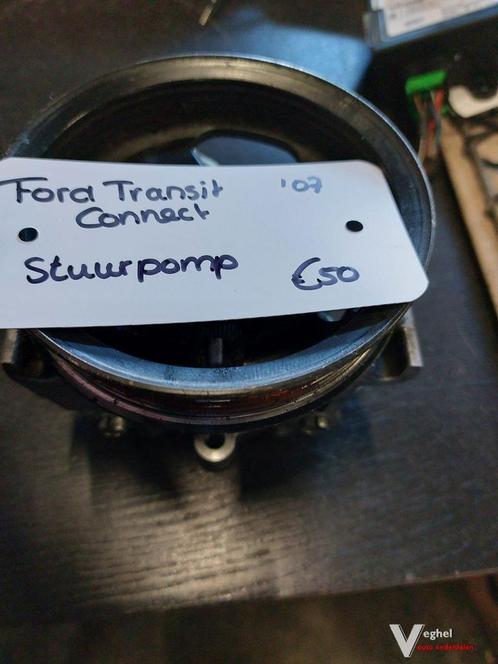 Ford Transit '07
Connect
Stuurpomp €50
Veghel
auto onderdelen